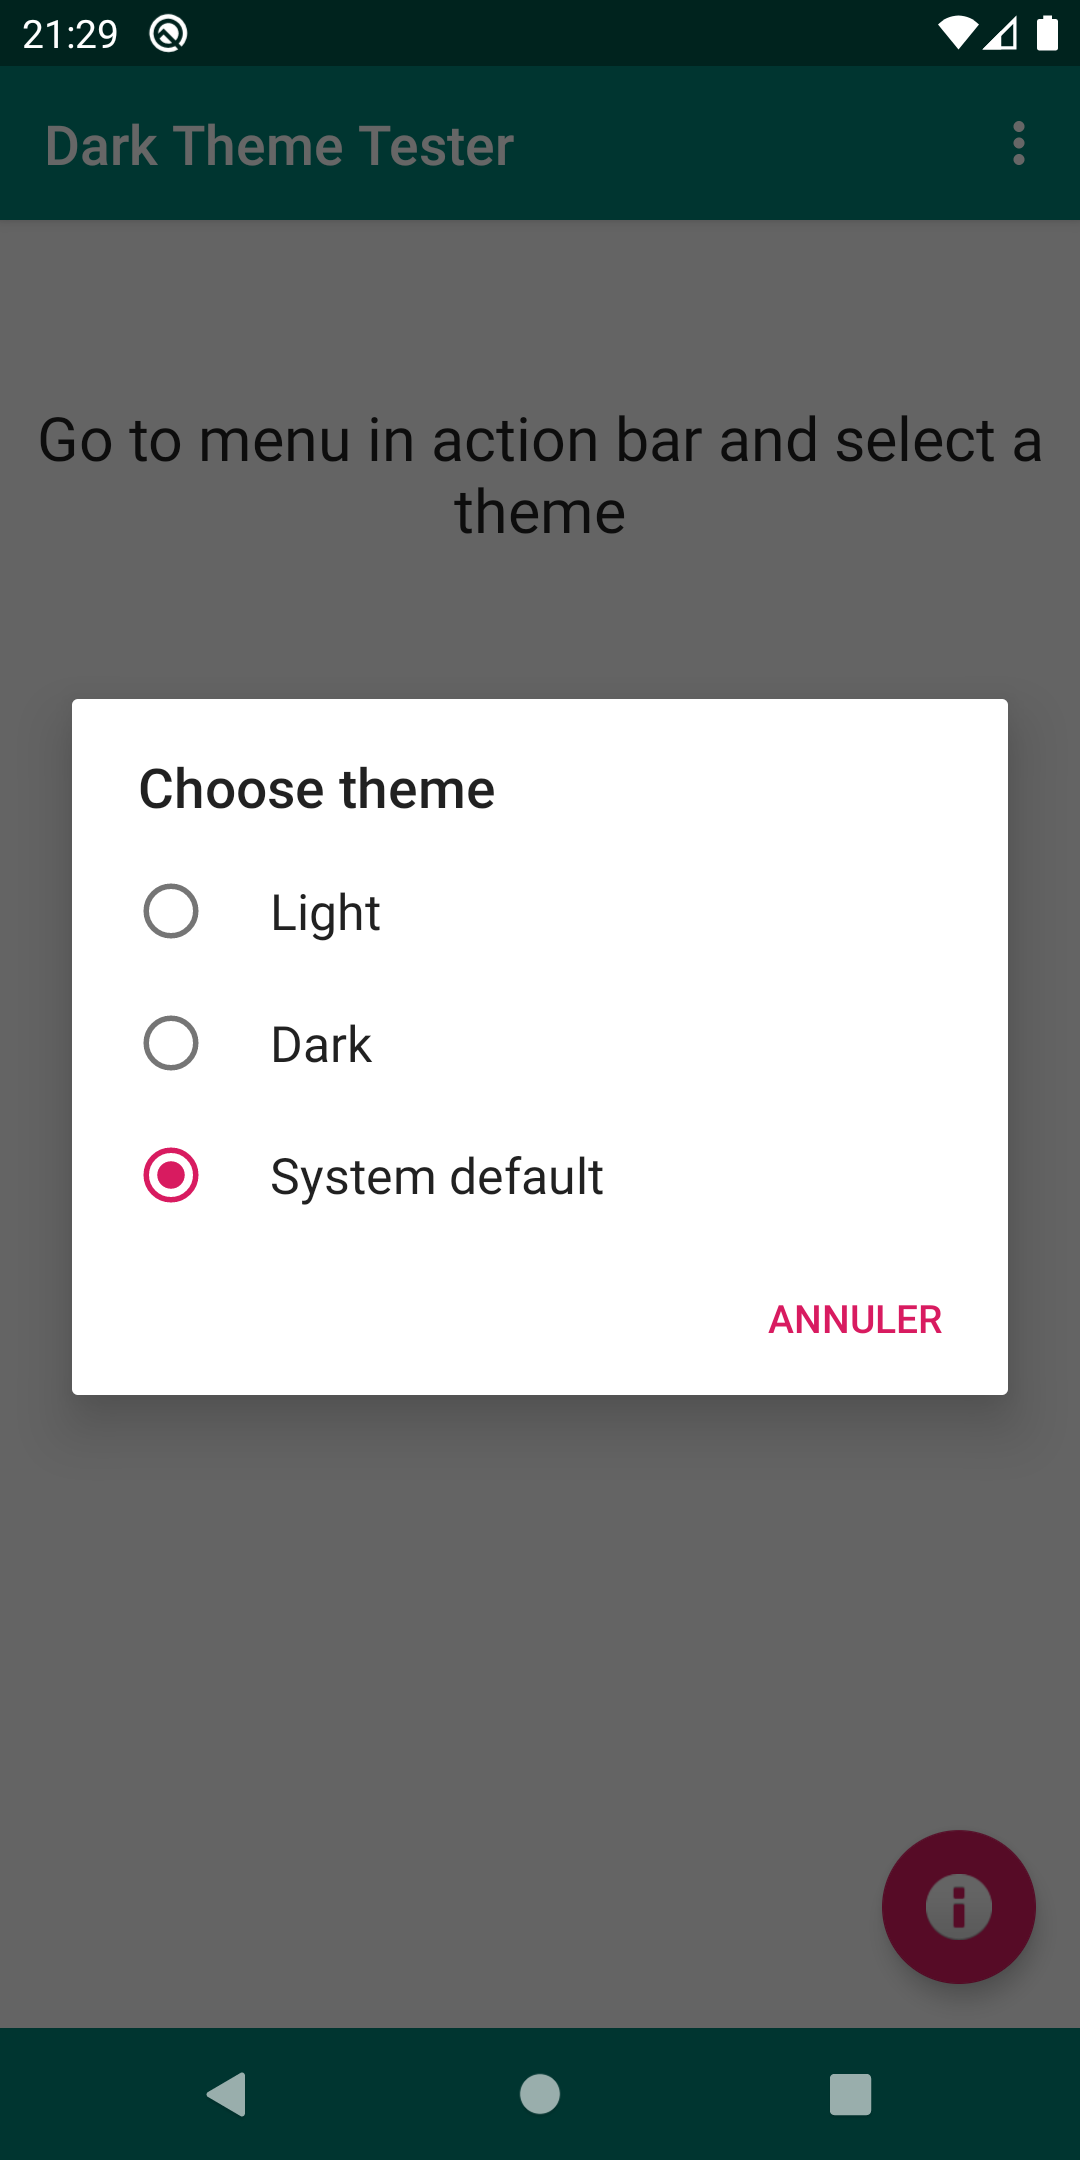 21:29
Dark Theme Tester
Go to menu in action bar and select a
theme
Choose theme
Light
Dark
System default
ANNULER